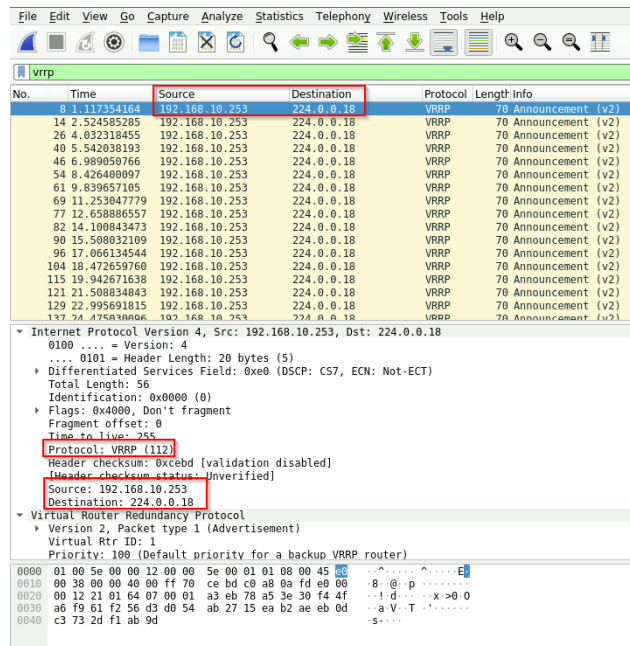 File Edit View Go Capture Analyze Statistics Telephony Wireless Tools Help
vrrp
No. Time Source Destination Protocol Length Info
8 1.117354164 192.168.10.253 224.0.0.18 VRRP 70 Announcement (v2)
14 2.524585285 192.168.10.253 224.0.0.18 VRRP 70 Announcement (v2)
26 4.032318455 192.168.10.253 224.0.0.18 VRRP 70 Announcement (v2)
40 5.542038193 192.168.10.253 224.0.0.18 VRRP 70 Announcement (v2)
46 6.989050766 192.168.10.253 224.0.0.18 VRRP 70 Announcement (v2)
54 8.426400097 192.168.10.253 224.0.0.18 VRRP 70 Announcement (v2)
61 9.839657105 192.168.10.253 224.0.0.18 VRRP 70 Announcement (v2)
69 11.253047779 192.168.10.253 224.0.0.18 VRRP 70 Announcement (v2)
77 12.658886557 192.168.10.253 224.0.0.18 VRRP 70 Announcement (v2)
82 14.100843473 192.168.10.253 224.0.0.18 VRRP 70 Announcement (v2)
90 15.508032109 192.168.10.253 224.0.0.18 VRRP 70 Announcement (v2)
96 17.066134544 192.168.10.253 224.0.0.18 VRRP 70 Announcement (v2)
104 18.472659760 192.168.10.253 224.0.0.18 VRRP 70 Announcement (v2)
115 19.942671638 192.168.10.253 224.0.0.18 VRRP 70 Announcement (v2)
121 21.508834843 192.168.10.253 224.0.0.18 VRRP 70 Announcement (v2)
129 22.995691815 192.168.10.253 224.0.0.18 VRRP 70 Announcement (v2)
137 24.475030096 192.168.10.253 224.0.0.18 VRRP 70 Announcement (v2)
Internet Protocol Version 4, Src: 192.168.10.253, Dst: 224.0.0.18
0100 .... = Version: 4
.... 0101 = Header Length: 20 bytes (5)
Differentiated Services Field: 0xe0 (DSCP: CS7, ECN: Not-ECT)
Total Length: 56
Identification: 0x0000 (0)
Flags: 0x4000, Don't fragment
Fragment offset: 0
Time to live: 255
Protocol: VRRP (112)
Header checksum: 0xcebd [validation disabled]
[Header checksum status: Unverified]
Source: 192.168.10.253
Destination: 224.0.0.18
Virtual Router Redundancy Protocol
Version 2, Packet type 1 (Advertisement)
Virtual Rtr ID: 1
Priority: 100 (Default priority for a backup VRRP router)
0000 01 00 5e 00 00 12 00 00 5e 00 01 01 08 00 45 e0 ··^····· ^·····E·
0010 00 38 00 00 40 00 ff 70 ce bd c0 a8 0a fd e0 00 ·8··@··p ········
0020 00 12 21 01 64 07 00 01 a3 eb 78 a5 3e 30 f4 4f ··!·d··· ··x·>0·O
0030 a6 f9 61 f2 56 d3 d0 54 ab 27 15 ea b2 ae eb 0d ··a·V··T ·'······
0040 c3 73 2d f1 ab 9d ·s-···